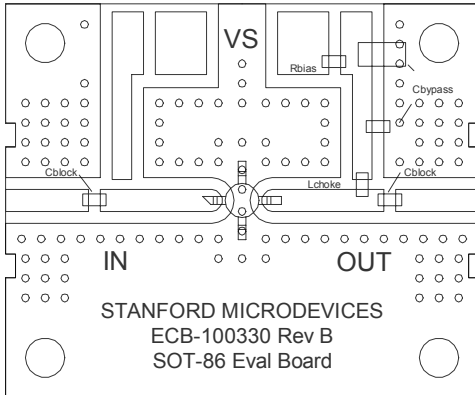 VS
Rbias
Cbypass
Cblock
Lchoke
Cblock
IN
OUT
STANFORD MICRODEVICES
ECB-100330 Rev B
SOT-86 Eval Board